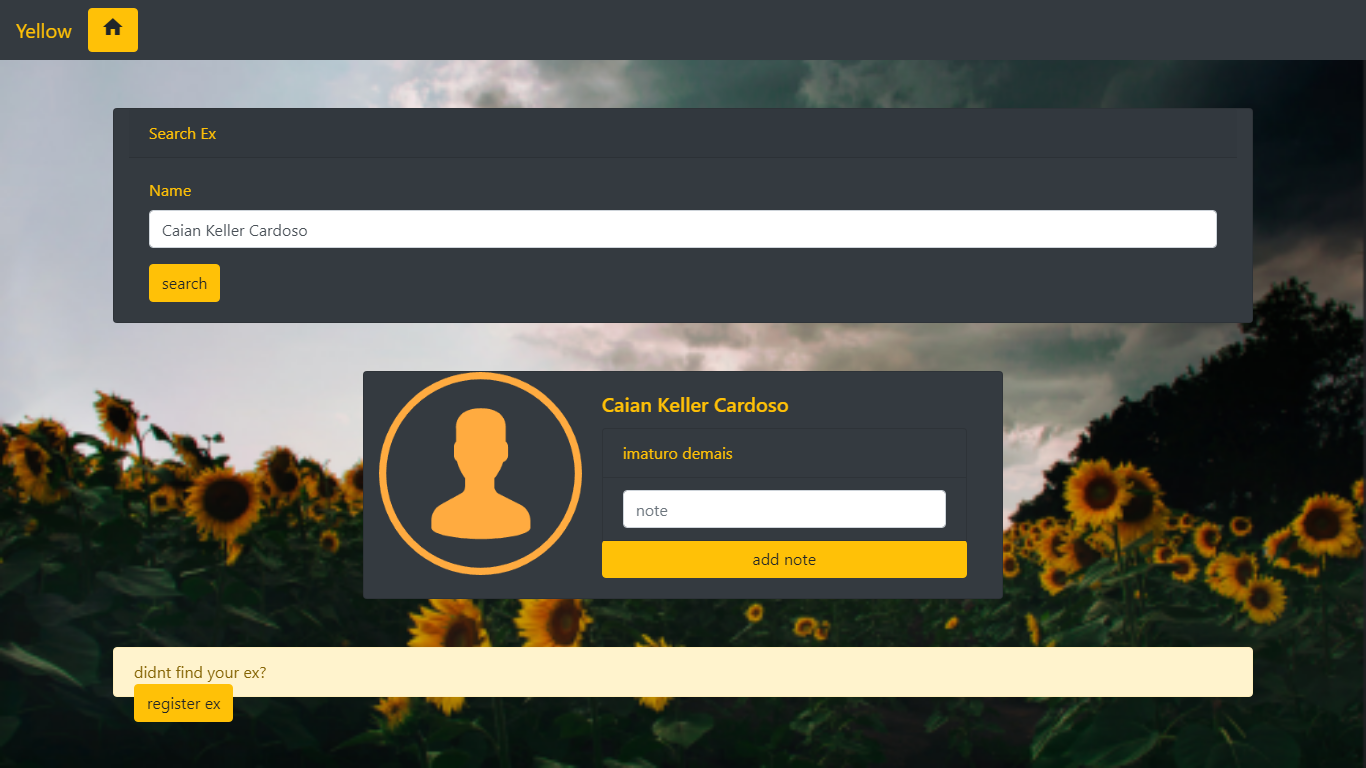 Yellow
Search Ex
Name
Caian Keller Cardoso
search
Caian Keller Cardoso
imaturo demais
note
add note
didnt find your ex?
register ex